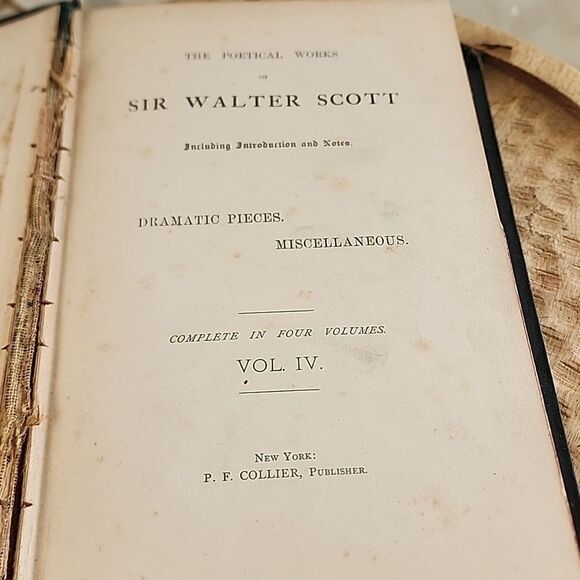 THE POETICAL WORKS
OF
SIR WALTER SCOTT
Including Introduction and Notes.
DRAMATIC PIECES.
MISCELLANEOUS.
COMPLETE IN FOUR VOLUMES.
VOL. IV.
NEW YORK:
P. F. COLLIER, PUBLISHER.